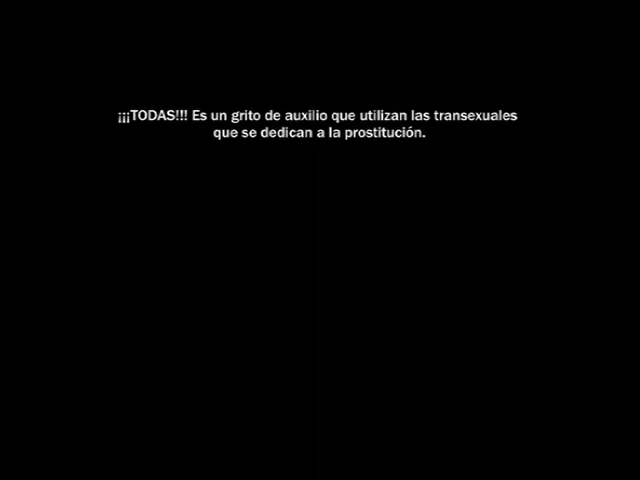 ¡¡¡TODAS!!! Es un grito de auxilio que utilizan las transexuales
que se dedican a la prostitución.